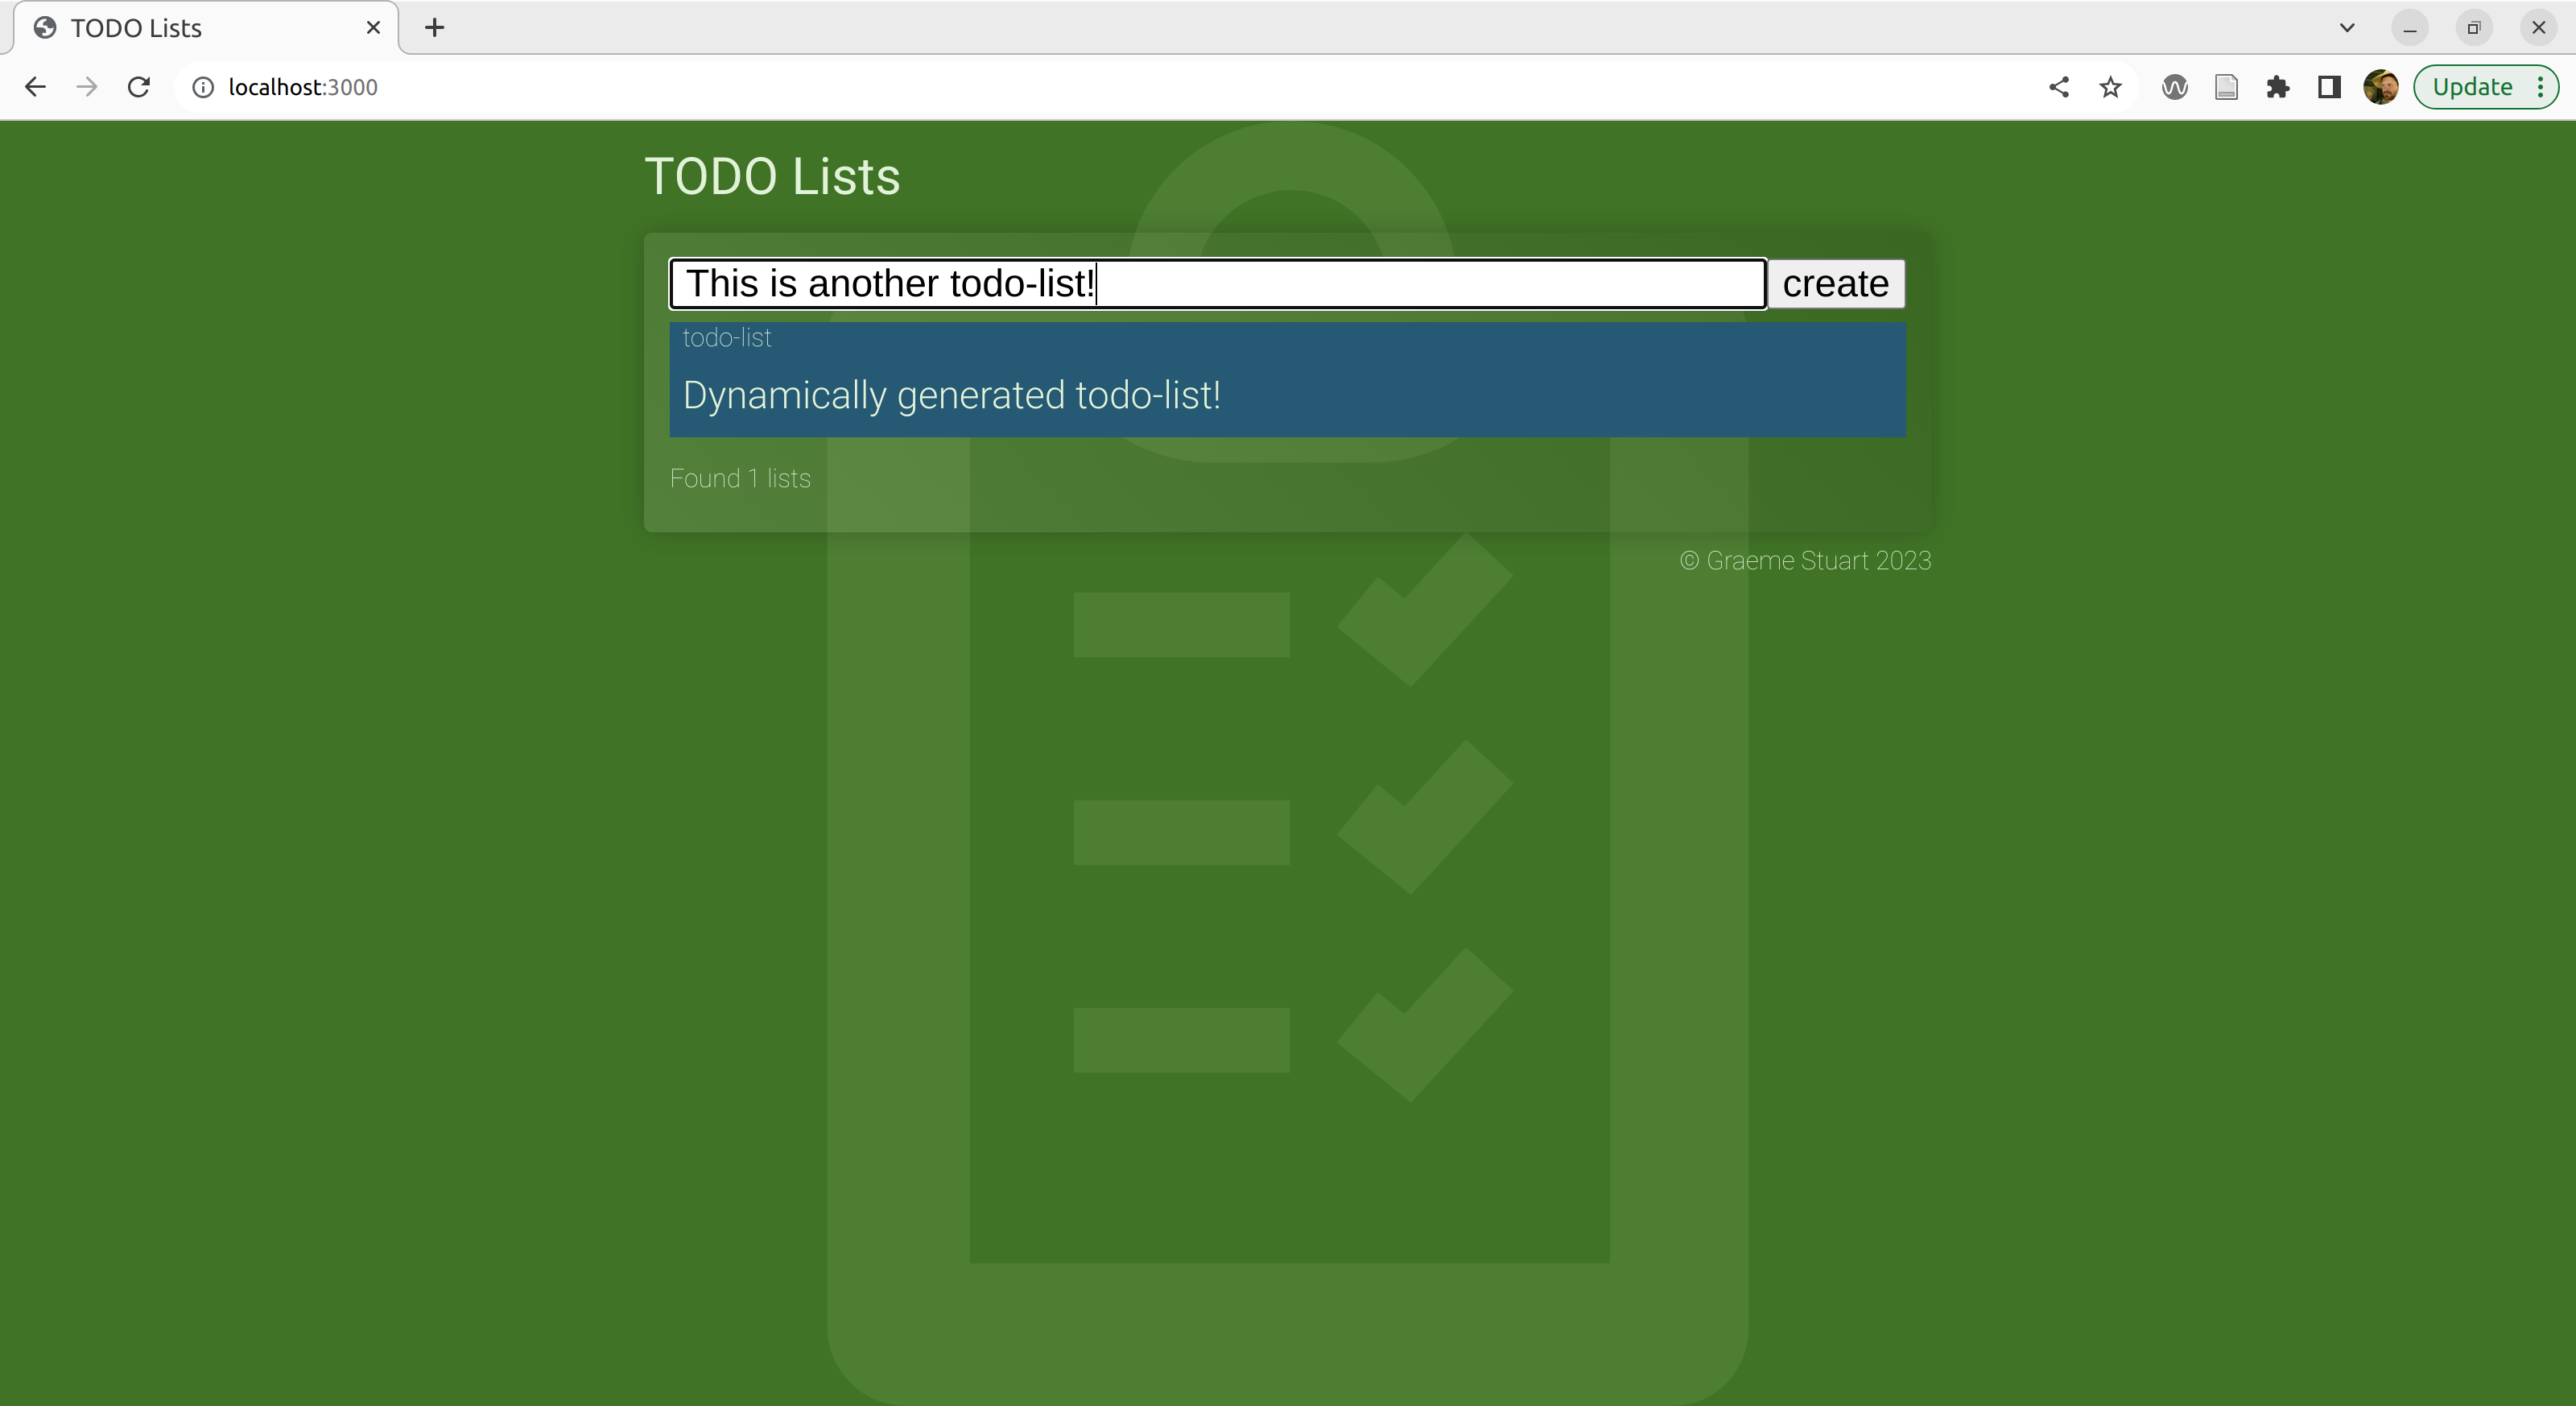 TODO Lists
localhost:3000
Update
TODO Lists
This is another todo-list!
create
todo-list
Dynamically generated todo-list!
Found 1 lists
© Graeme Stuart 2023